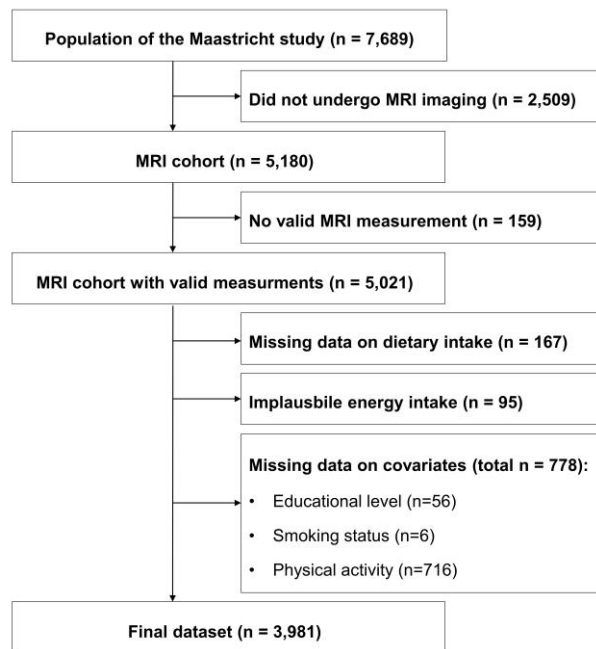 Population of the Maastricht study (n = 7,689)
Did not undergo MRI imaging (n = 2,509)
MRI cohort (n = 5,180)
No valid MRI measurement (n = 159)
MRI cohort with valid measurments (n = 5,021)
Missing data on dietary intake (n = 167)
Implausbile energy intake (n = 95)
Missing data on covariates (total n = 778):
• Educational level (n=56)
• Smoking status (n=6)
• Physical activity (n=716)
Final dataset (n = 3,981)